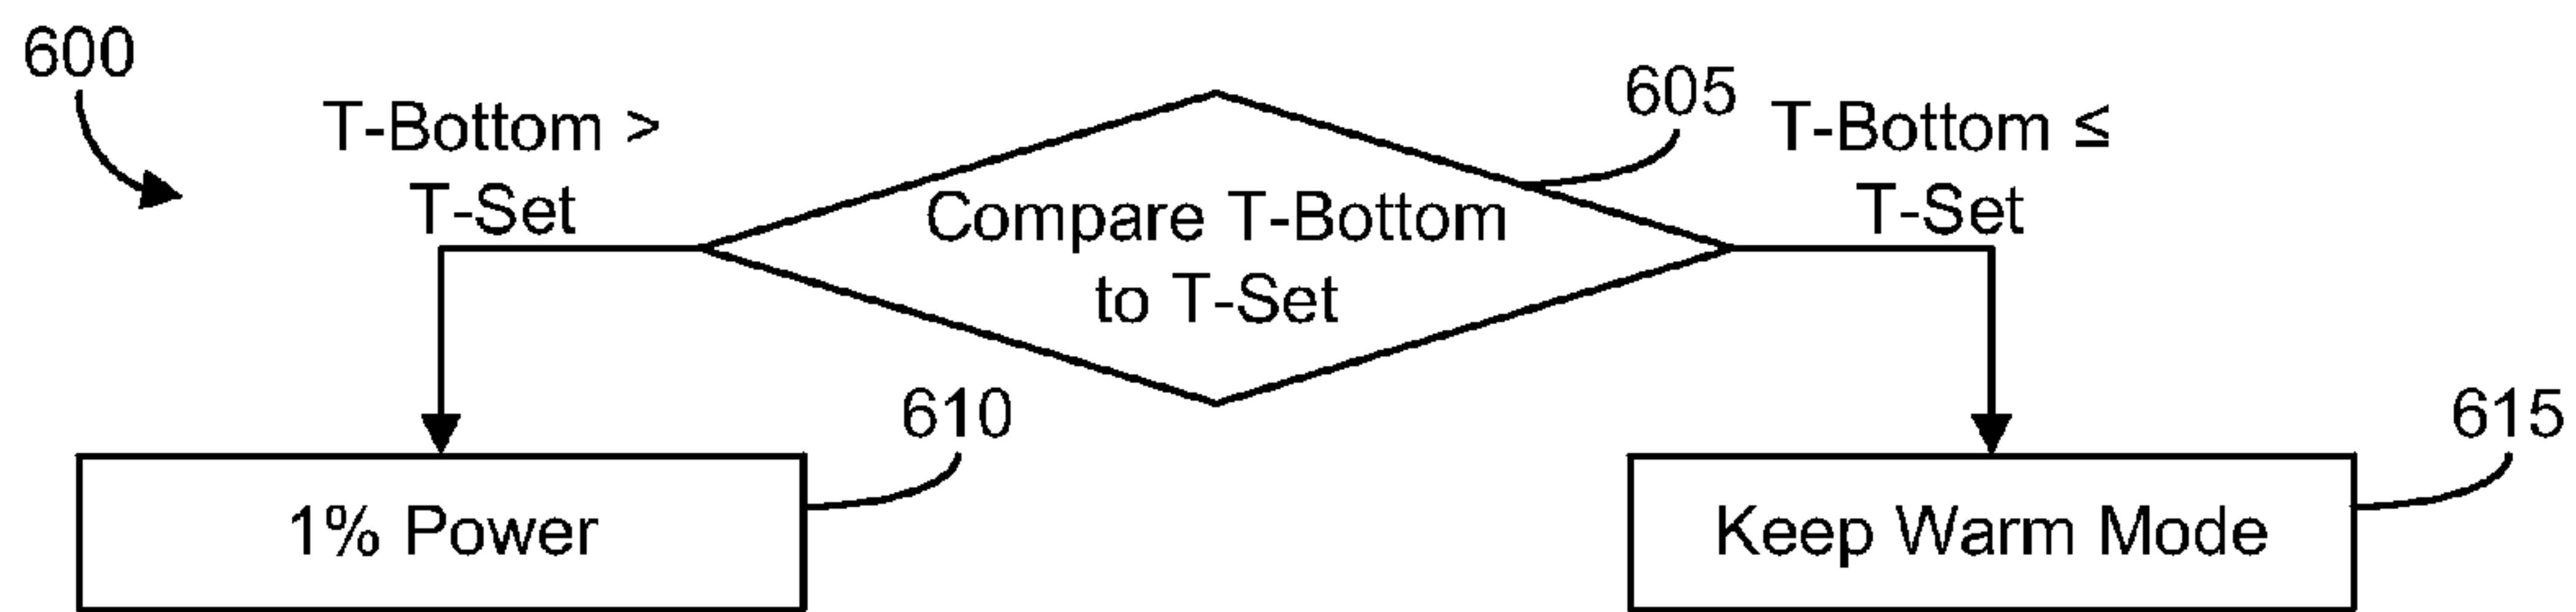 600
T-Bottom >
T-Set
Compare T-Bottom
to T-Set
605
T-Bottom ≤
T-Set
610
1% Power
615
Keep Warm Mode